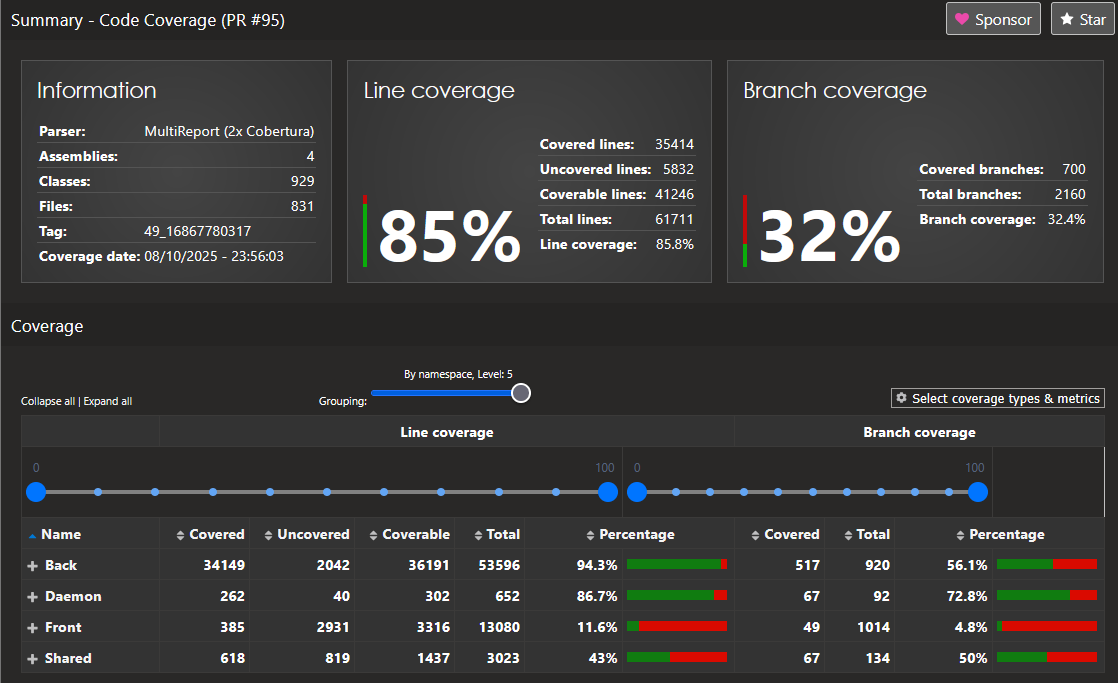 Summary - Code Coverage (PR #95)
Sponsor
Star
Information
Parser: MultiReport (2x Cobertura)
Assemblies: 4
Classes: 929
Files: 831
Tag: 49_16867780317
Coverage date: 08/10/2025 - 23:56:03
Line coverage
85%
Covered lines: 35414
Uncovered lines: 5832
Coverable lines: 41246
Total lines: 61711
Line coverage: 85.8%
Branch coverage
32%
Covered branches: 700
Total branches: 2160
Branch coverage: 32.4%
Coverage
Collapse all | Expand all
By namespace, Level: 5
Grouping:
Select coverage types & metrics
Line coverage Branch coverage
0 100 0 100
Name Covered Uncovered Coverable Total Percentage Covered Total Percentage
Back 34149 2042 36191 53596 94.3% 517 920 56.1%
Daemon 262 40 302 652 86.7% 67 92 72.8%
Front 385 2931 3316 13080 11.6% 49 1014 4.8%
Shared 618 819 1437 3023 43% 67 134 50%